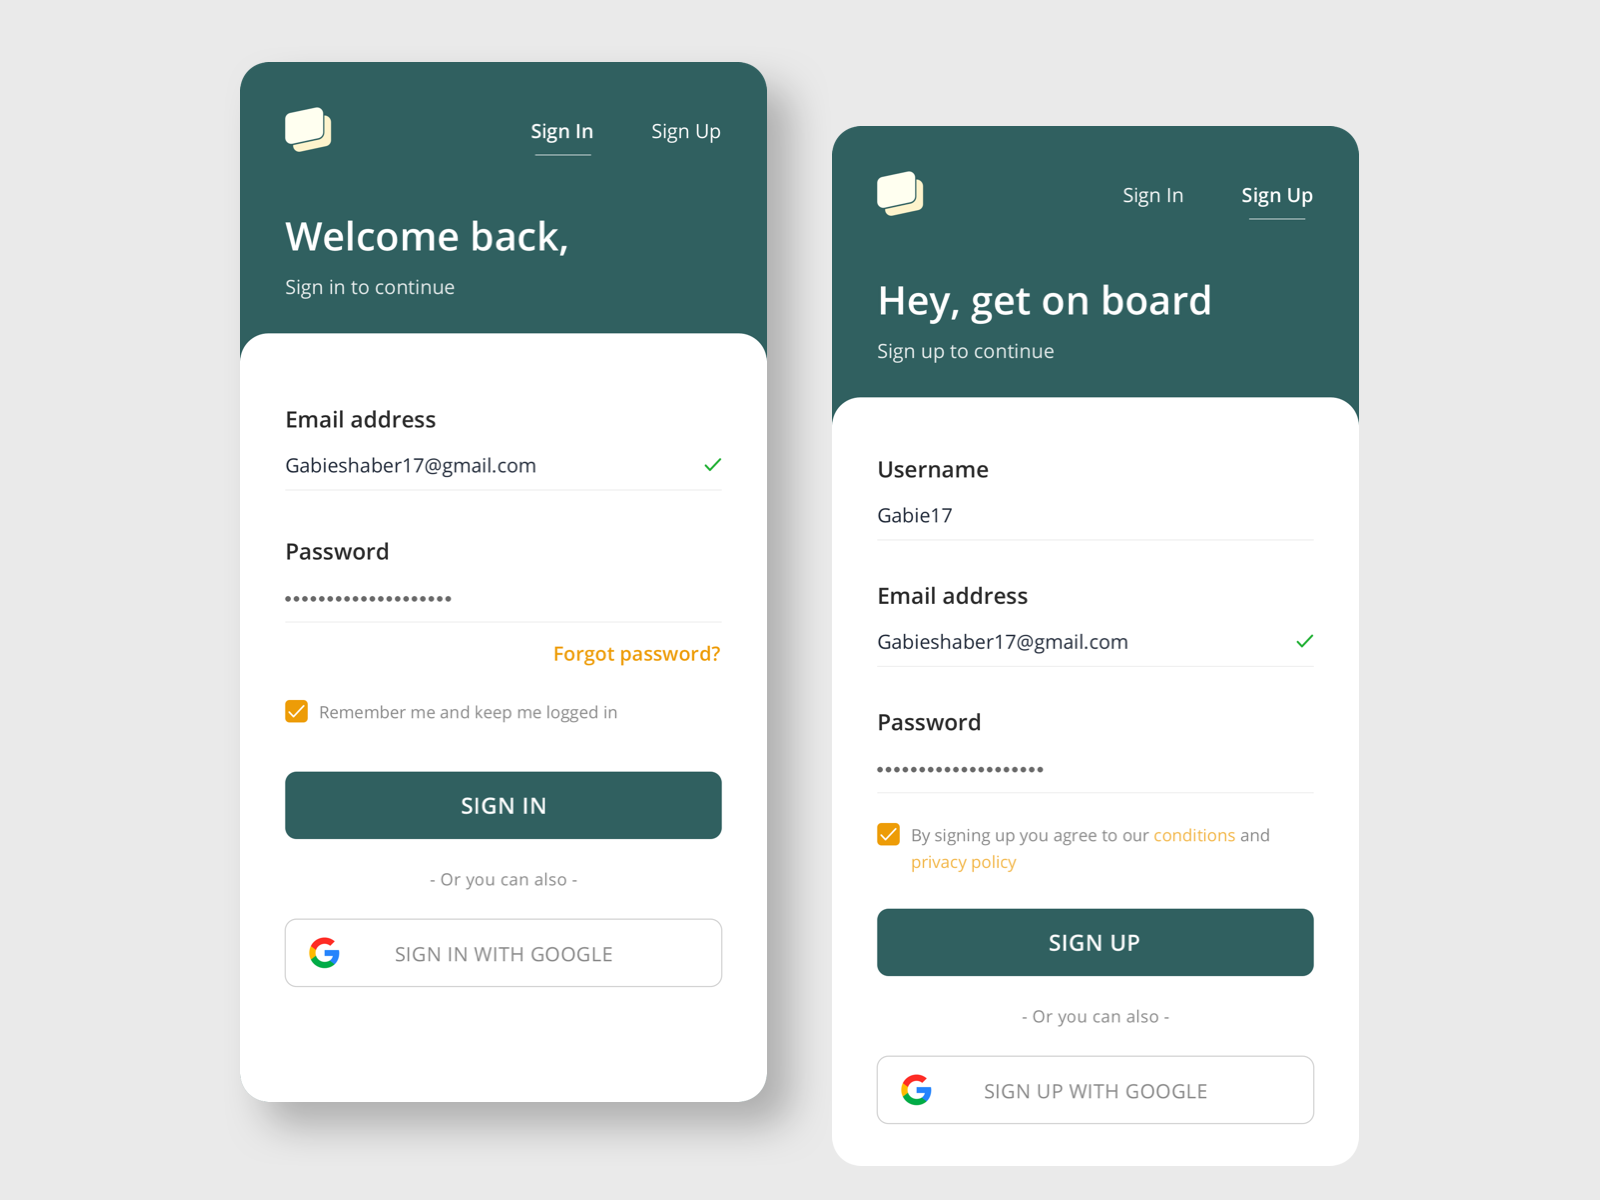 Sign In
Sign Up
Welcome back,
Sign in to continue
Email address
Gabieshaber17@gmail.com
Password
Forgot password?
Remember me and keep me logged in
SIGN IN
- Or you can also -
SIGN IN WITH GOOGLE
Sign In
Sign Up
Hey, get on board
Sign up to continue
Username
Gabie17
Email address
Gabieshaber17@gmail.com
Password
By signing up you agree to our conditions and
privacy policy
SIGN UP
- Or you can also -
SIGN UP WITH GOOGLE